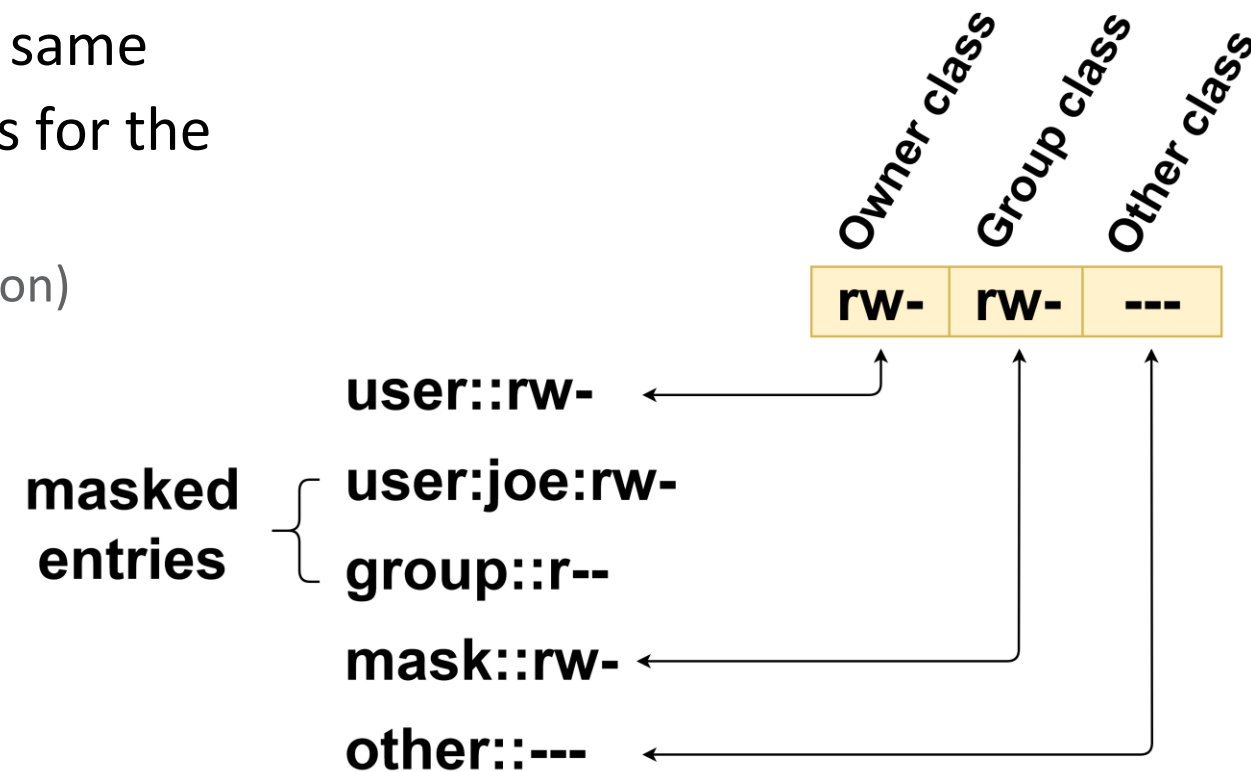 same
s for the
on)
Owner class
Group class
Other class
rw- rw- ---
user::rw-
user:joe:rw-
masked
entries
group::r--
mask::rw-
other::---